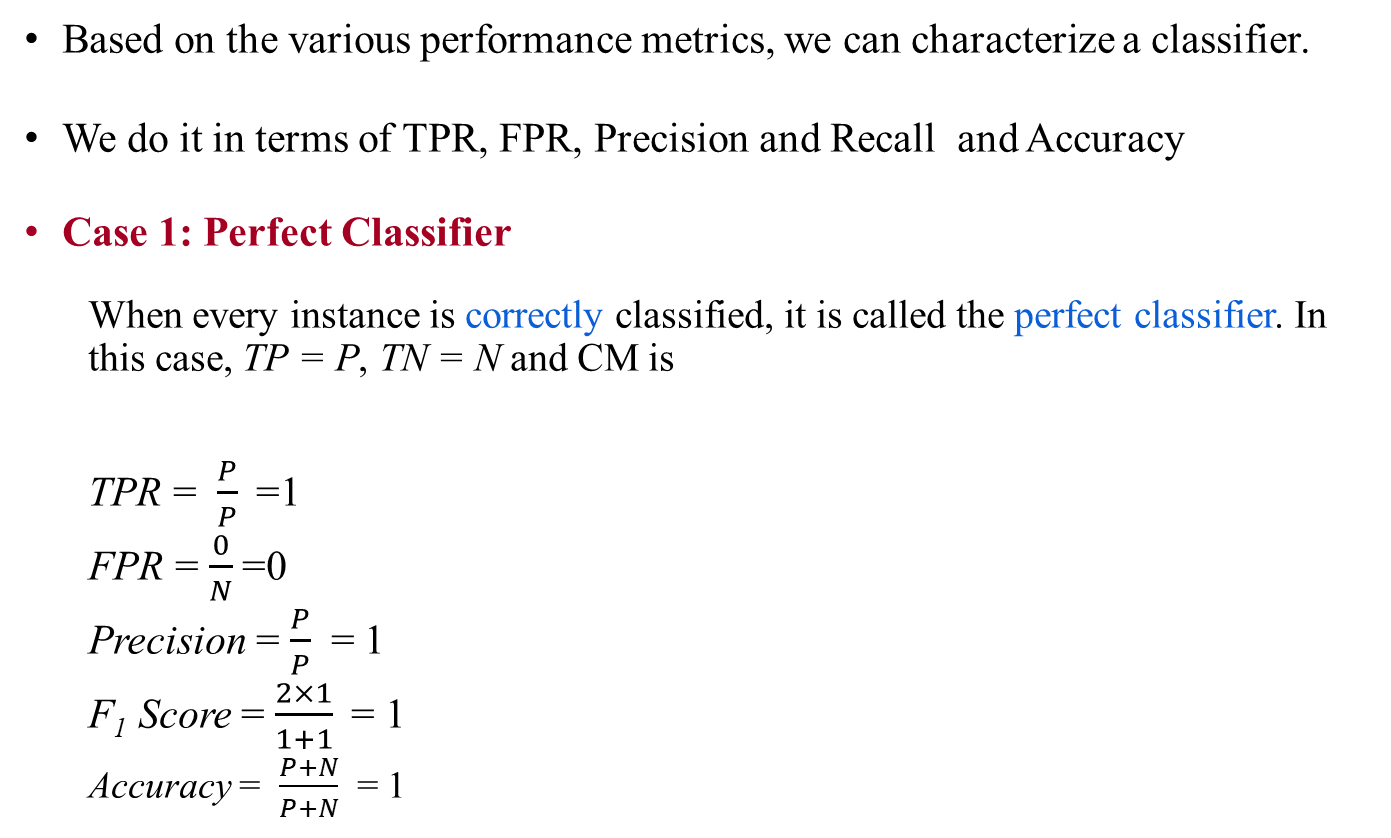 • Based on the various performance metrics, we can characterize a classifier.
• We do it in terms of TPR, FPR, Precision and Recall and Accuracy
• Case 1: Perfect Classifier
When every instance is correctly classified, it is called the perfect classifier. In
this case, TP = P, TN = N and CM is
TPR = P/P =1
FPR = 0/N =0
Precision = P/P = 1
F₁ Score = 2×1/1+1 = 1
Accuracy = P+N/P+N = 1